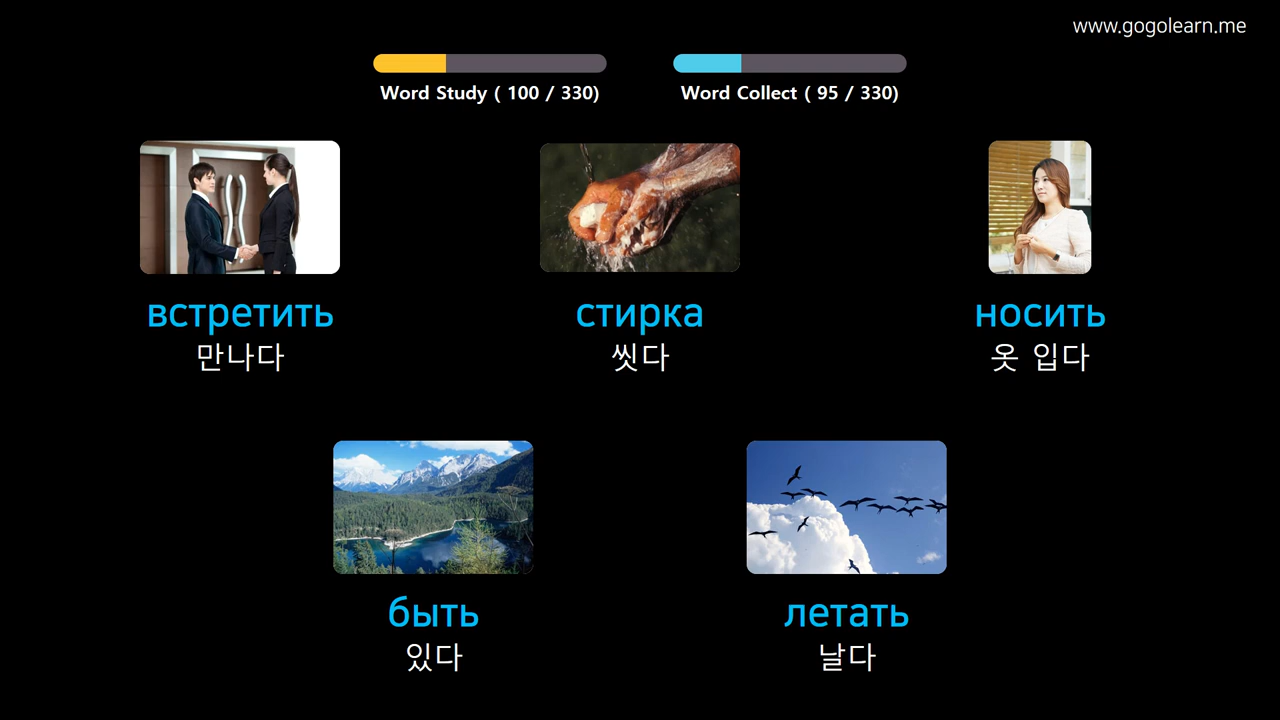 www.gogolearn.me
Word Study ( 100 / 330)
Word Collect ( 95 / 330)
встретить
만나다
стирка
씻다
носить
옷 입다
быть
있다
летать
날다